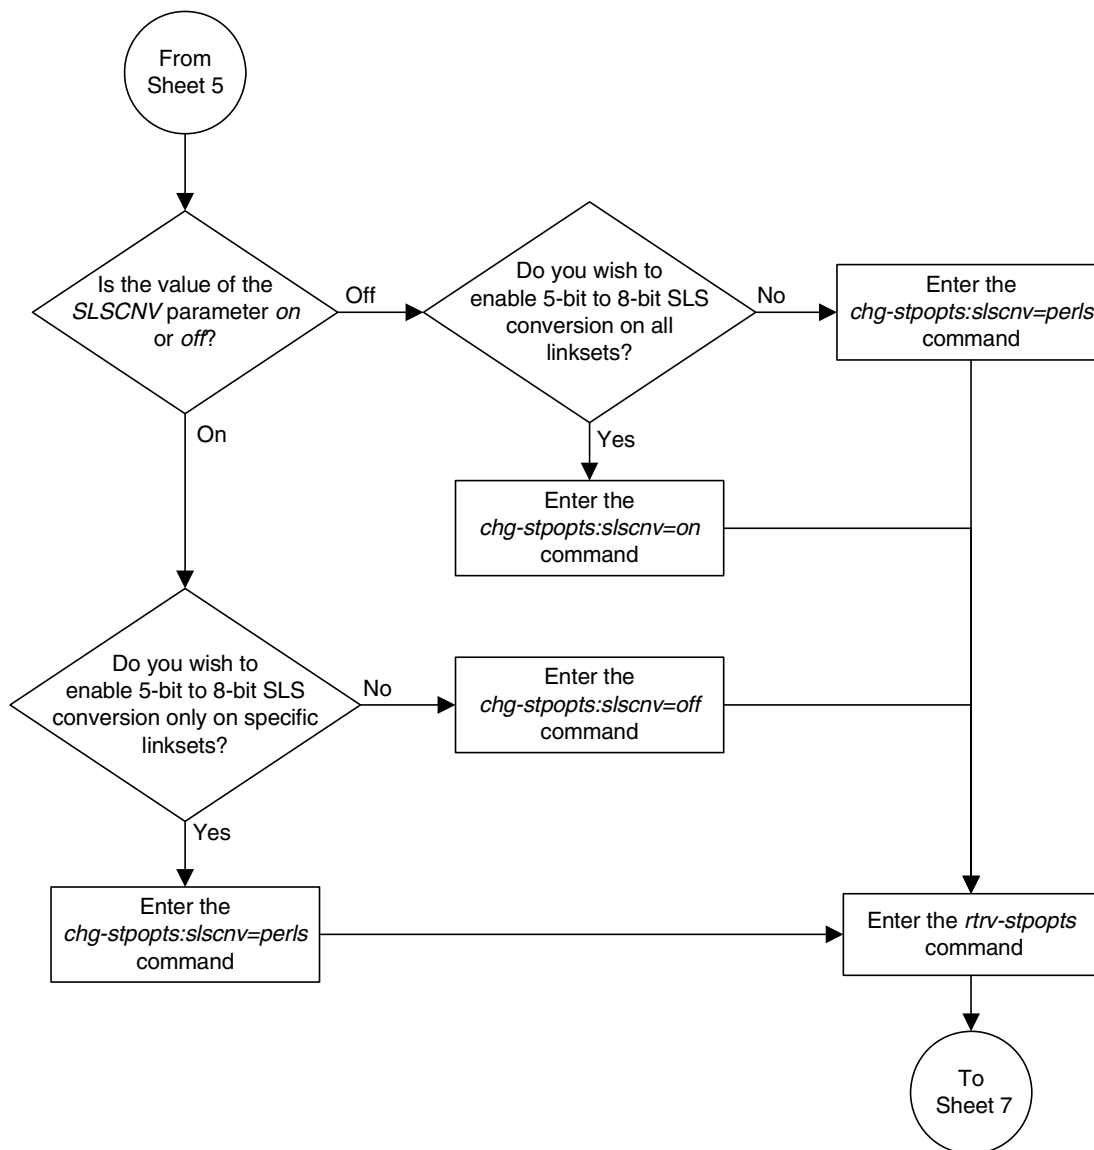 From
Sheet 5
Is the value of the
SLSCNV parameter on
or off?
Off
Do you wish to
enable 5-bit to 8-bit SLS
conversion on all
linksets?
No
Enter the
chg-stpopts:slscnv=perls
command
On
Yes
Enter the
chg-stpopts:slscnv=on
command
Do you wish to
enable 5-bit to 8-bit SLS
conversion only on specific
linksets?
No
Enter the
chg-stpopts:slscnv=off
command
Yes
Enter the
chg-stpopts:slscnv=perls
command
Enter the rtrv-stpopts
command
To
Sheet 7